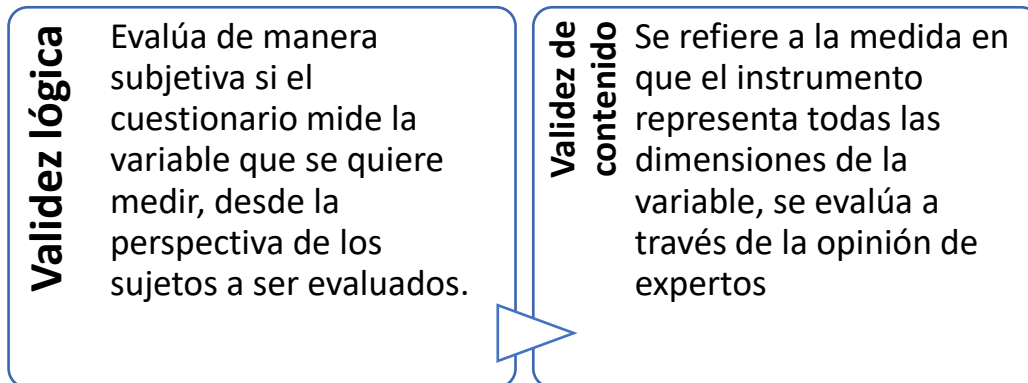 Validez lógica
Evalúa de manera
subjetiva si el
cuestionario mide la
variable que se quiere
medir, desde la
perspectiva de los
sujetos a ser evaluados.
Validez de
contenido
Se refiere a la medida en
que el instrumento
representa todas las
dimensiones de la
variable, se evalúa a
través de la opinión de
expertos